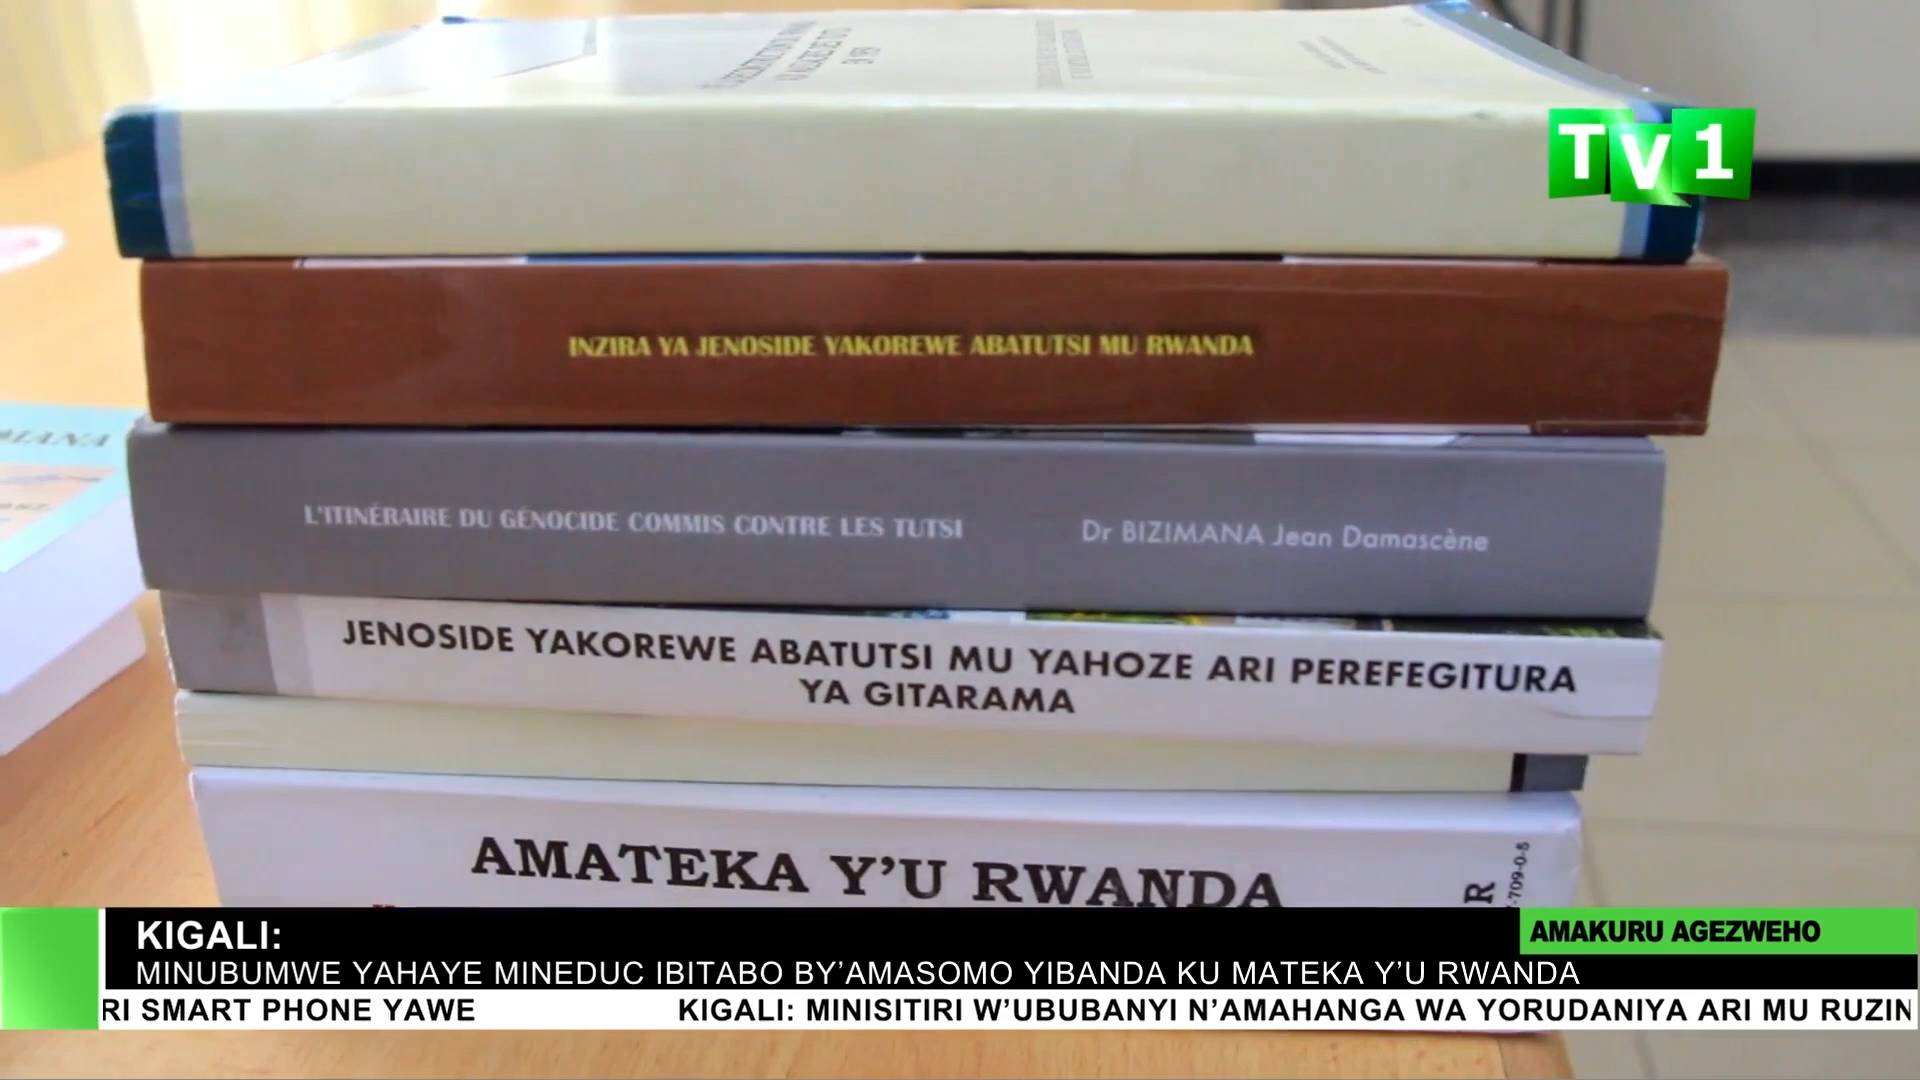 TV1
INZIRA YA JENOSIDE YAKOREWE ABATUTSI MU RWANDA
L'ITINÉRAIRE DU GÉNOCIDE COMMIS CONTRE LES TUTSI Dr BIZIMANA Jean Damascène
JENOSIDE YAKOREWE ABATUTSI MU YAHOZE ARI PEREFEGITURA
YA GITARAMA
AMATEKA Y'U RWANDA
KIGALI:
AMAKURU AGEZWEHO
MINUBUMWE YAHAYE MINEDUC IBITABO BY'AMASOMO YIBANDA KU MATEKA Y'U RWANDA
RI SMART PHONE YAWE KIGALI: MINISITIRI W'UBUBANYI N'AMAHANGA WA YORUDANIYA ARI MU RUZIN